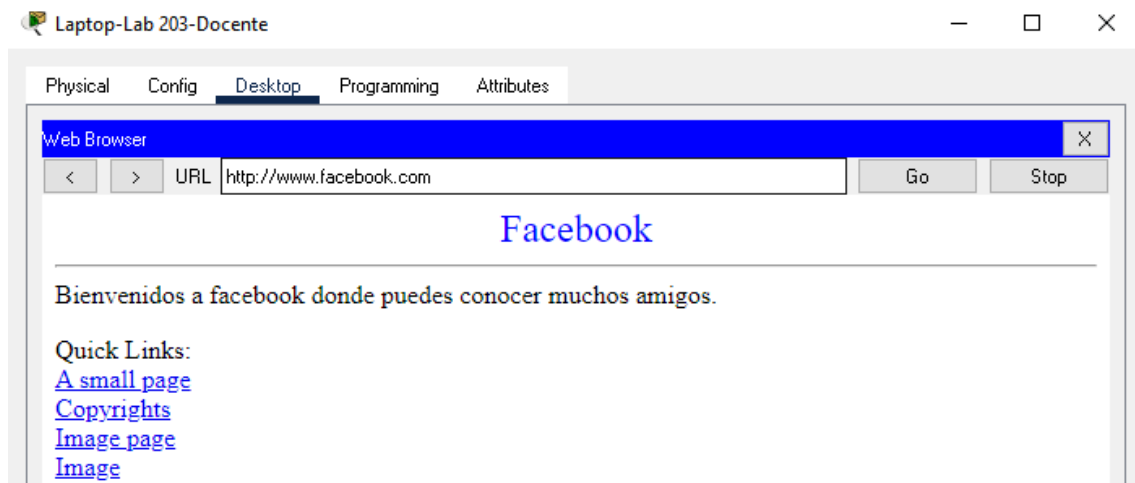 Laptop-Lab 203-Docente
Physical Config Desktop Programming Attributes
Web Browser X
< > URL http://www.facebook.com Go Stop
Facebook
Bienvenidos a facebook donde puedes conocer muchos amigos.
Quick Links:
A small page
Copyrights
Image page
Image